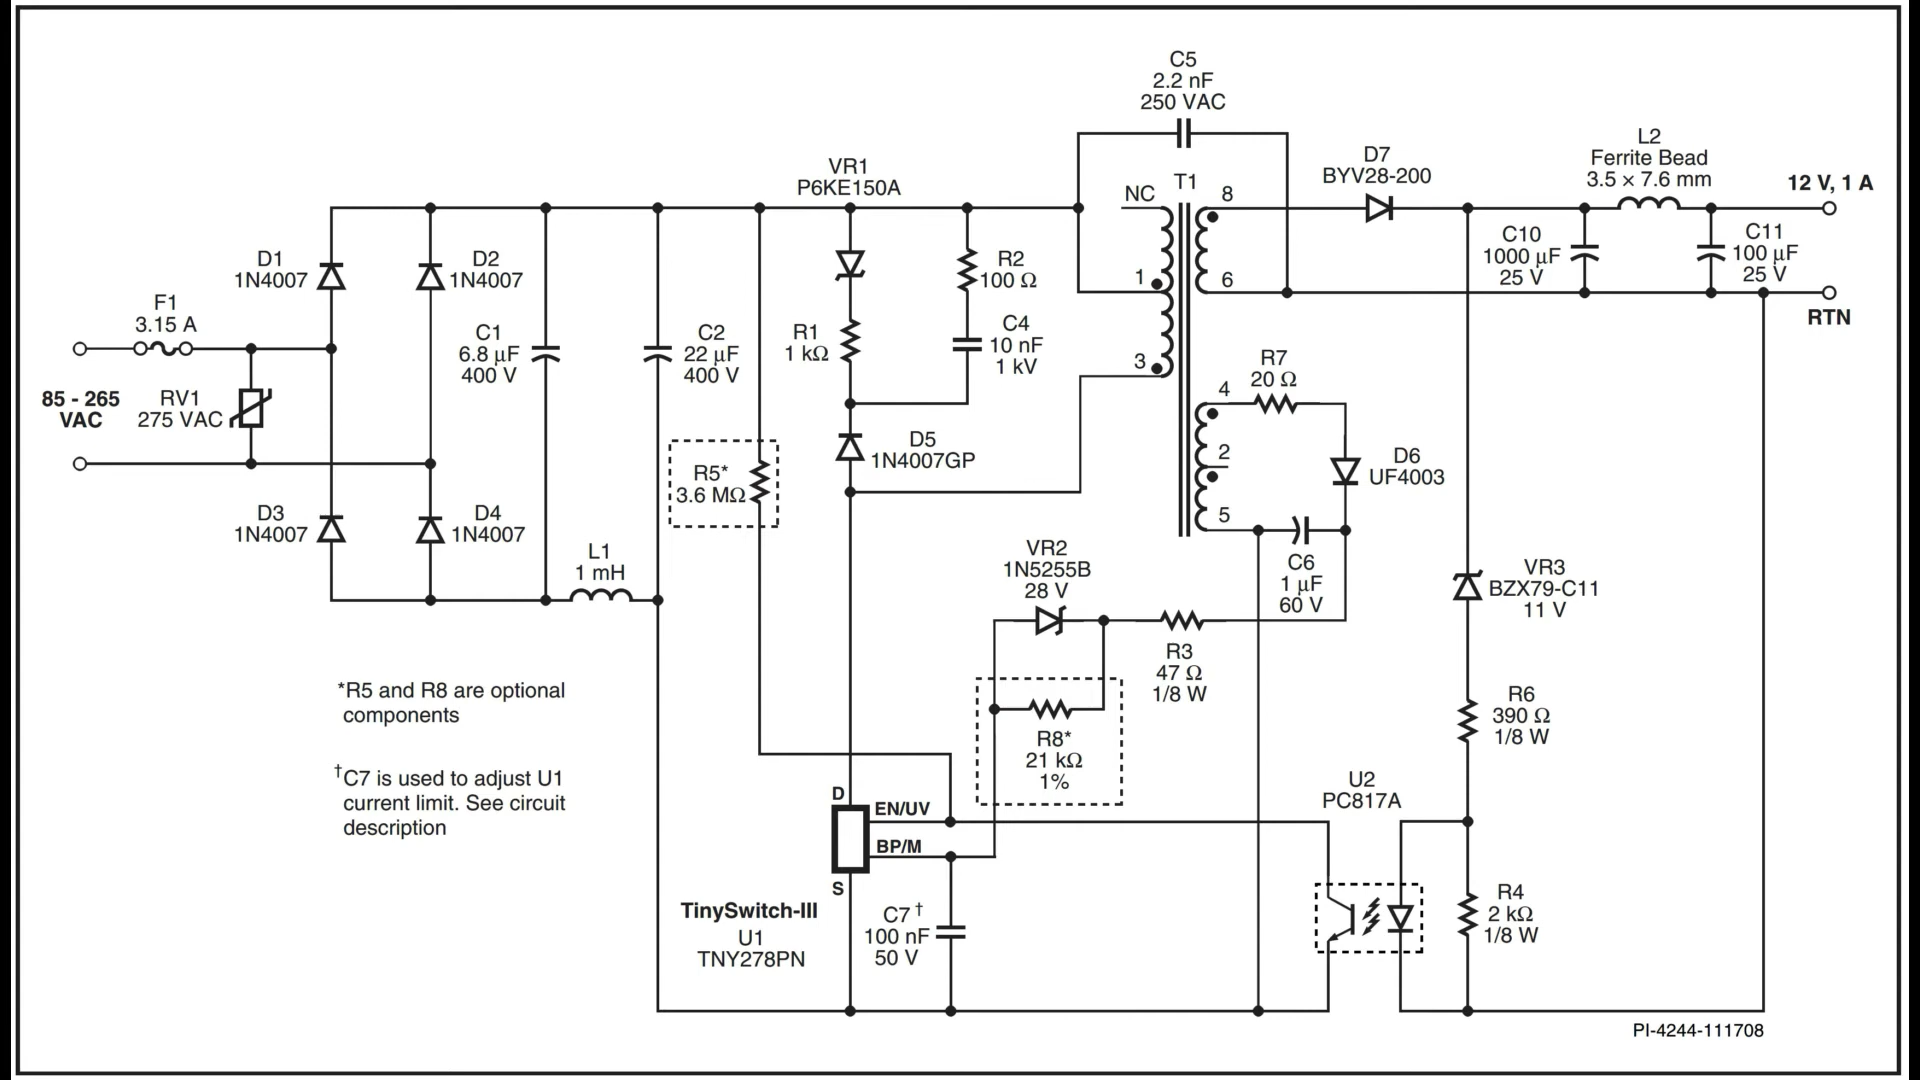 C5
2.2 nF
250 VAC
VR1
P6KE150A
NC
T1
8
D7
BYV28-200
L2
Ferrite Bead
3.5 × 7.6 mm
12 V, 1 A
D1
1N4007
D2
1N4007
R2
100 Ω
1
6
C10
1000 µF
25 V
C11
100 µF
25 V
RTN
F1
3.15 A
C1
6.8 µF
400 V
C2
22 µF
400 V
R1
1 kΩ
C4
10 nF
1 kV
3
R7
20 Ω
4
85 - 265
VAC
RV1
275 VAC
R5*
3.6 MΩ
D5
1N4007GP
2
D6
UF4003
D3
1N4007
D4
1N4007
L1
1 mH
5
C6
1 µF
60 V
VR2
1N5255B
28 V
VR3
BZX79-C11
11 V
R3
47 Ω
1/8 W
*R5 and R8 are optional
components
R8*
21 kΩ
1%
R6
390 Ω
1/8 W
†C7 is used to adjust U1
current limit. See circuit
description
D
EN/UV
BP/M
S
U2
PC817A
TinySwitch-III
U1
TNY278PN
C7†
100 nF
50 V
R4
2 kΩ
1/8 W
PI-4244-111708